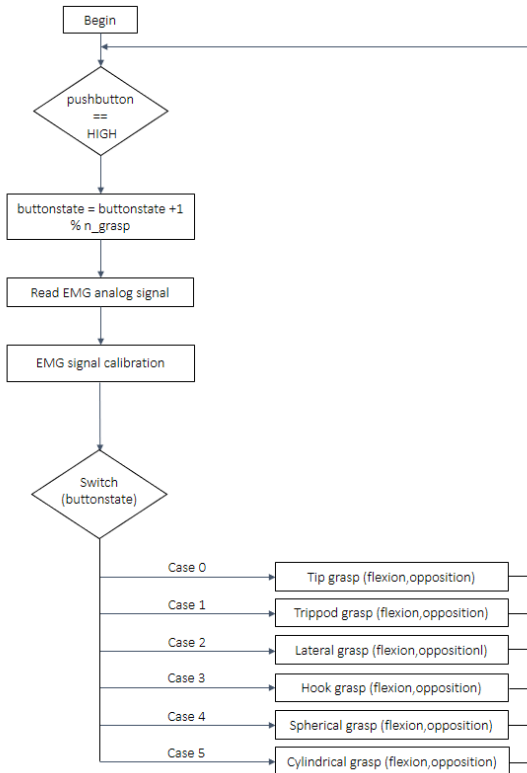 Begin
pushbutton
==
HIGH
buttonstate = buttonstate +1
% n_grasp
Read EMG analog signal
EMG signal calibration
Switch
(buttonstate)
Case 0
Tip grasp (flexion,opposition)
Case 1
Trippod grasp (flexion,opposition)
Case 2
Lateral grasp (flexion,oppositionl)
Case 3
Hook grasp (flexion,opposition)
Case 4
Spherical grasp (flexion,opposition)
Case 5
Cylindrical grasp (flexion,opposition)